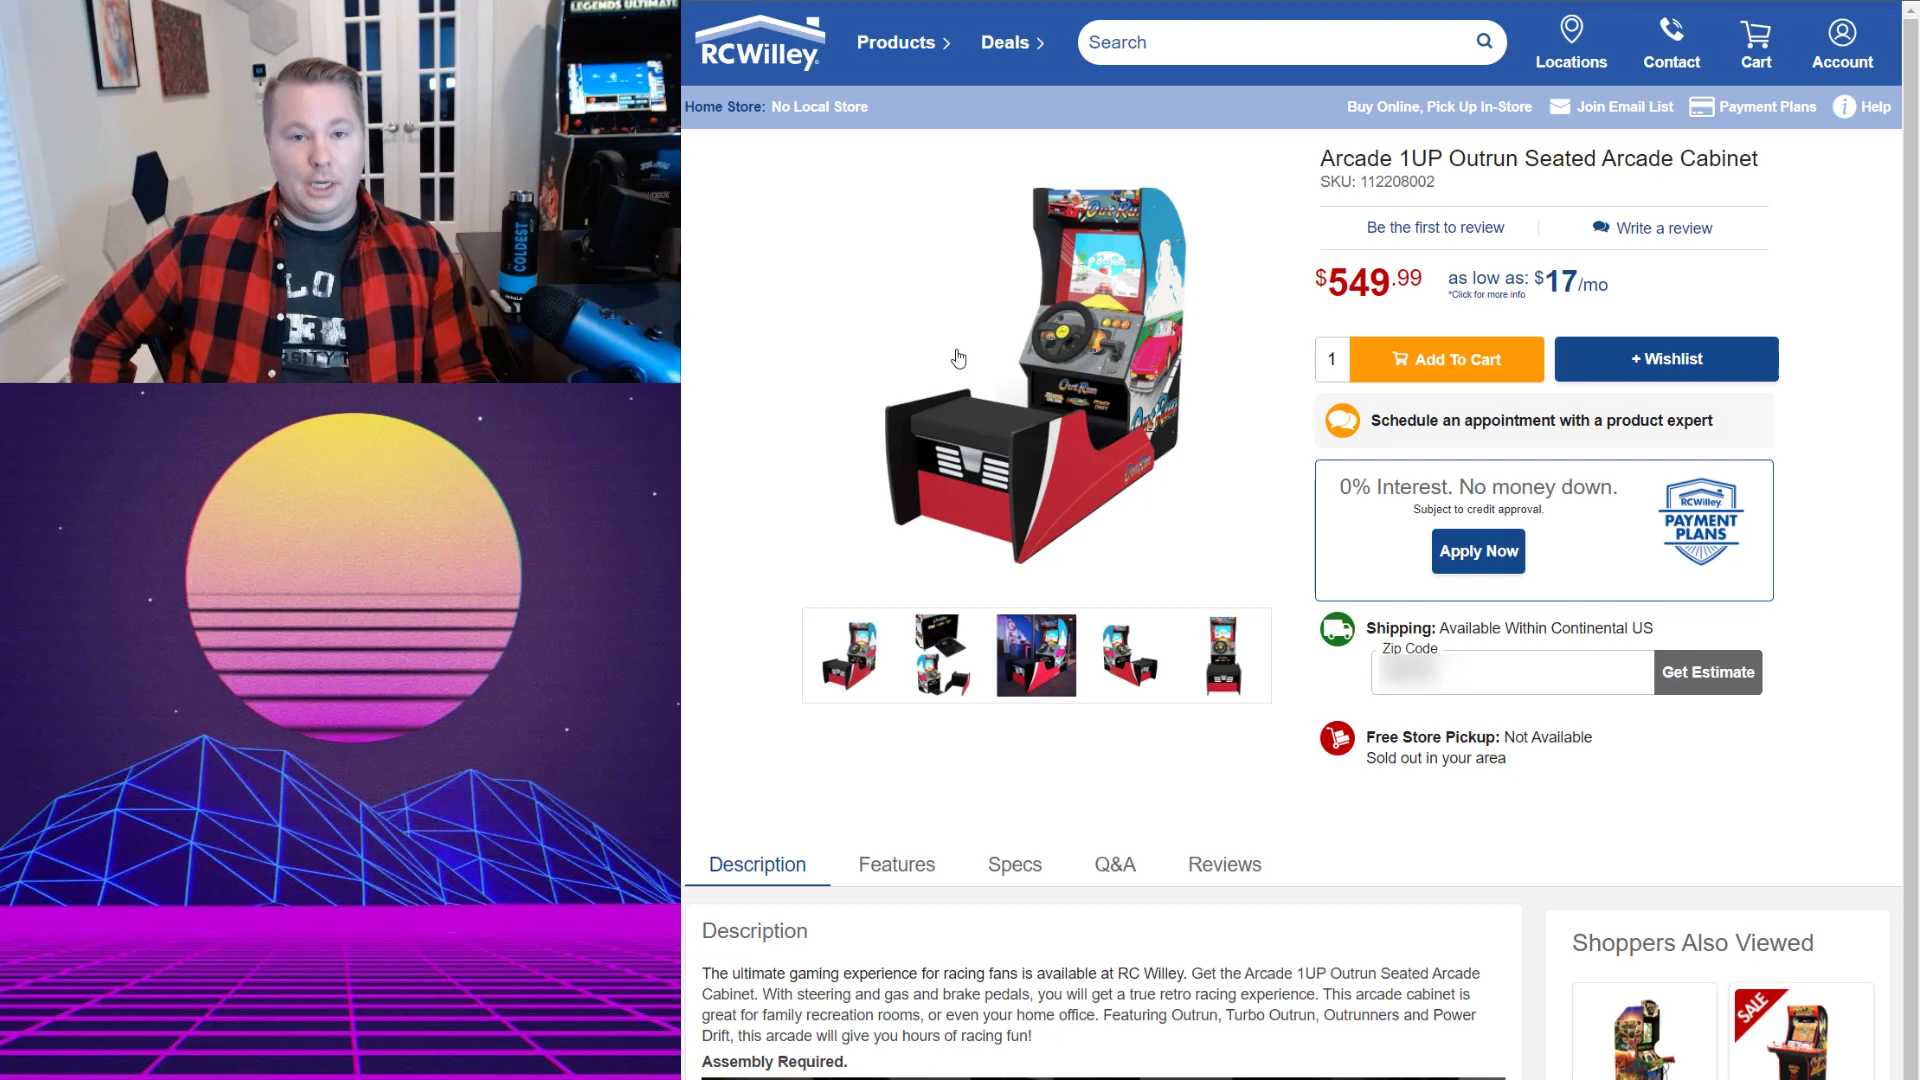 LEGENDS ULTIMATE
COLDEST
RCWilley
Products
Deals
Search
Locations
Contact
Cart
Account
Home Store: No Local Store
Buy Online, Pick Up In-Store
Join Email List
Payment Plans
Help
Arcade 1UP Outrun Seated Arcade Cabinet
SKU: 112208002
Be the first to review
Write a review
$549.99
as low as: $17/mo
*Click for more info
1
Add To Cart
+ Wishlist
Schedule an appointment with a product expert
0% Interest. No money down.
Subject to credit approval.
Apply Now
RCWilley
PAYMENT
PLANS
OutRun
OutRun
OutRun
OutRun
Shipping: Available Within Continental US
Zip Code
Get Estimate
Free Store Pickup: Not Available
Sold out in your area
Description
Features
Specs
Q&A
Reviews
Description
The ultimate gaming experience for racing fans is available at RC Willey. Get the Arcade 1UP Outrun Seated Arcade
Cabinet. With steering and gas and brake pedals, you will get a true retro racing experience. This arcade cabinet is
great for family recreation rooms, or even your home office. Featuring Outrun, Turbo Outrun, Outrunners and Power
Drift, this arcade will give you hours of racing fun!
Assembly Required.
Shoppers Also Viewed
SALE